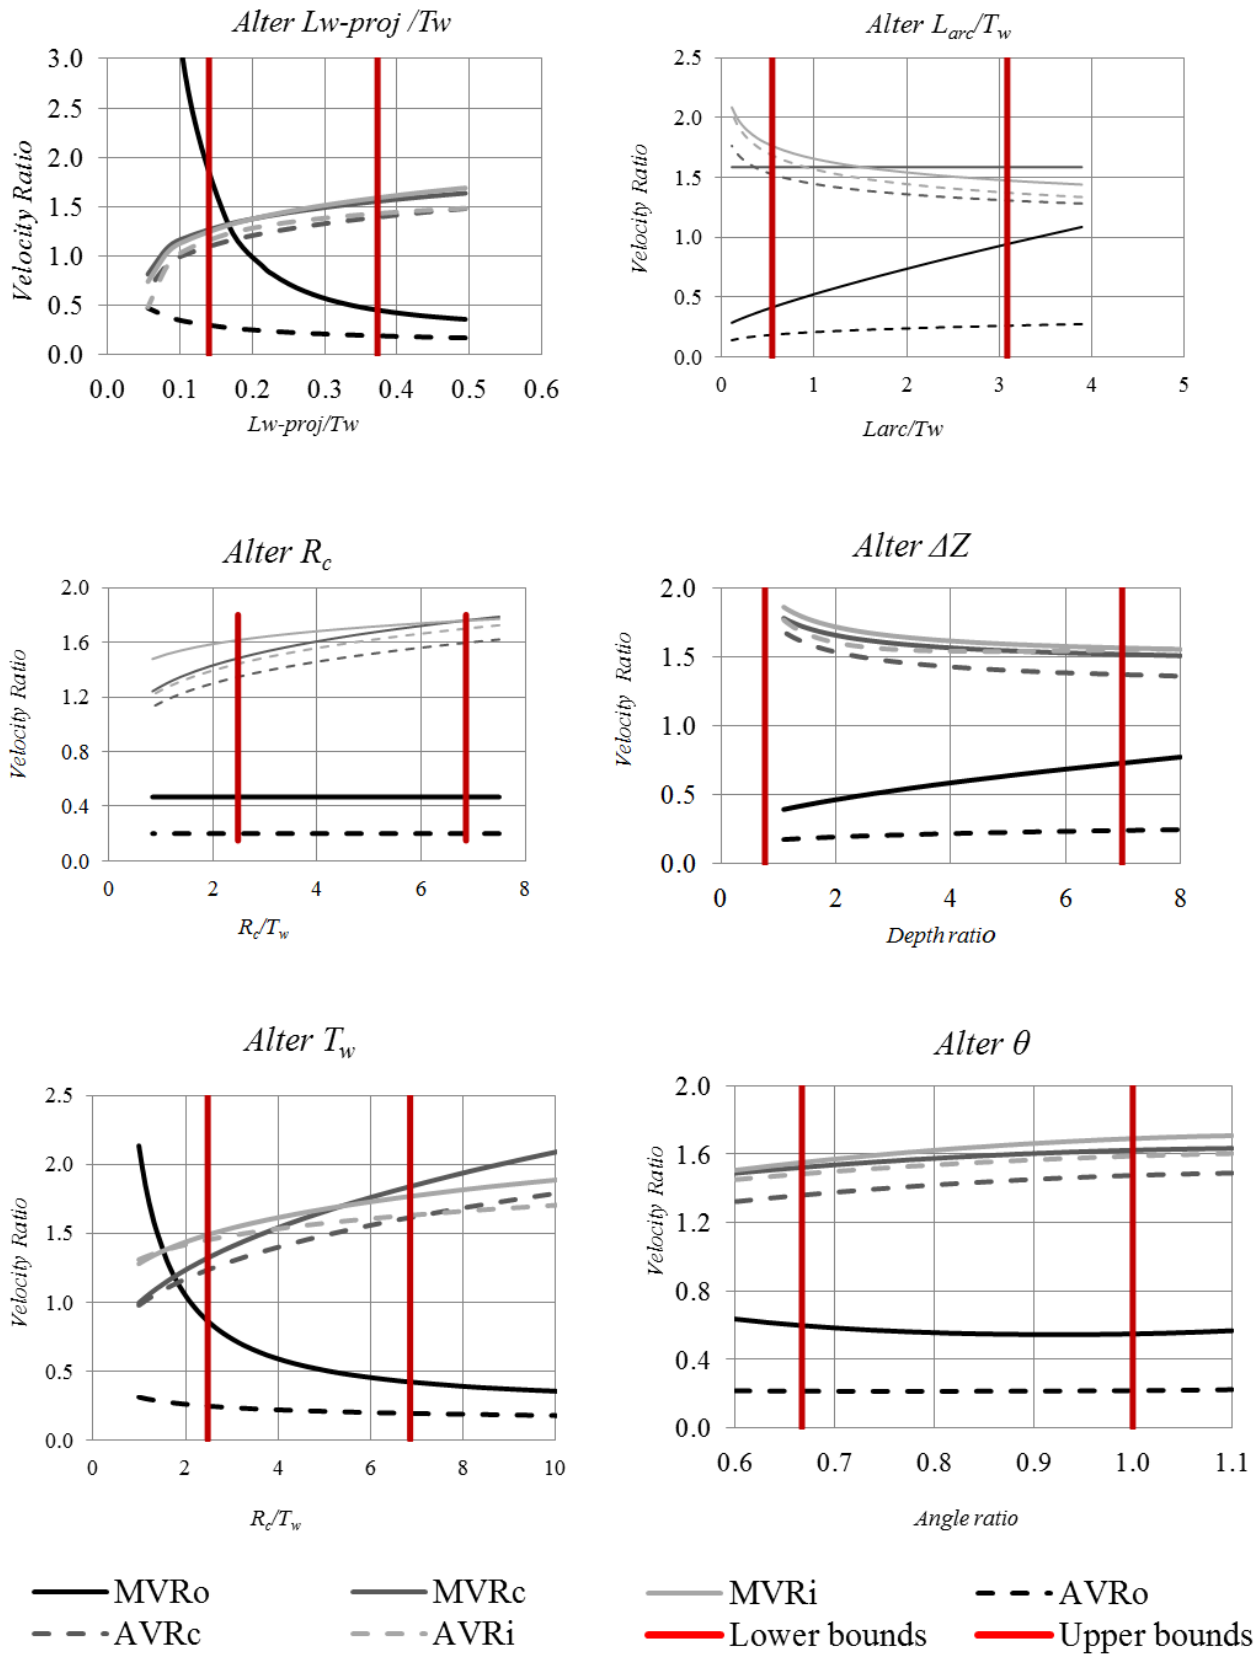 Alter Lw-proj /Tw
3.0
2.5
2.0
1.5
1.0
0.5
0.0
Velocity Ratio
0.0 0.1 0.2 0.3 0.4 0.5 0.6
Lw-proj/Tw
Alter Larc/Tw
2.5
2.0
1.5
1.0
0.5
0.0
Velocity Ratio
0 1 2 3 4 5
Larc/Tw
Alter Rc
2.0
1.6
1.2
0.8
0.4
0.0
Velocity Ratio
0 2 4 6 8
Rc/Tw
Alter ΔZ
2.0
1.5
1.0
0.5
0.0
Velocity Ratio
0 2 4 6 8
Depth ratio
Alter Tw
2.5
2.0
1.5
1.0
0.5
0.0
Velocity Ratio
0 2 4 6 8 10
Rc/Tw
Alter θ
2.0
1.6
1.2
0.8
0.4
0.0
Velocity Ratio
0.6 0.7 0.8 0.9 1.0 1.1
Angle ratio
MVRo MVRc MVRi AVRo
AVRc AVRi Lower bounds Upper bounds